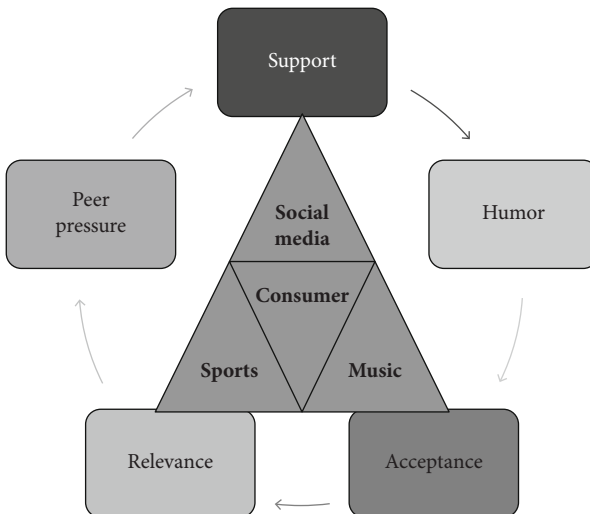 Support
Peer
pressure
Humor
Social
media
Consumer
Sports
Music
Relevance
Acceptance